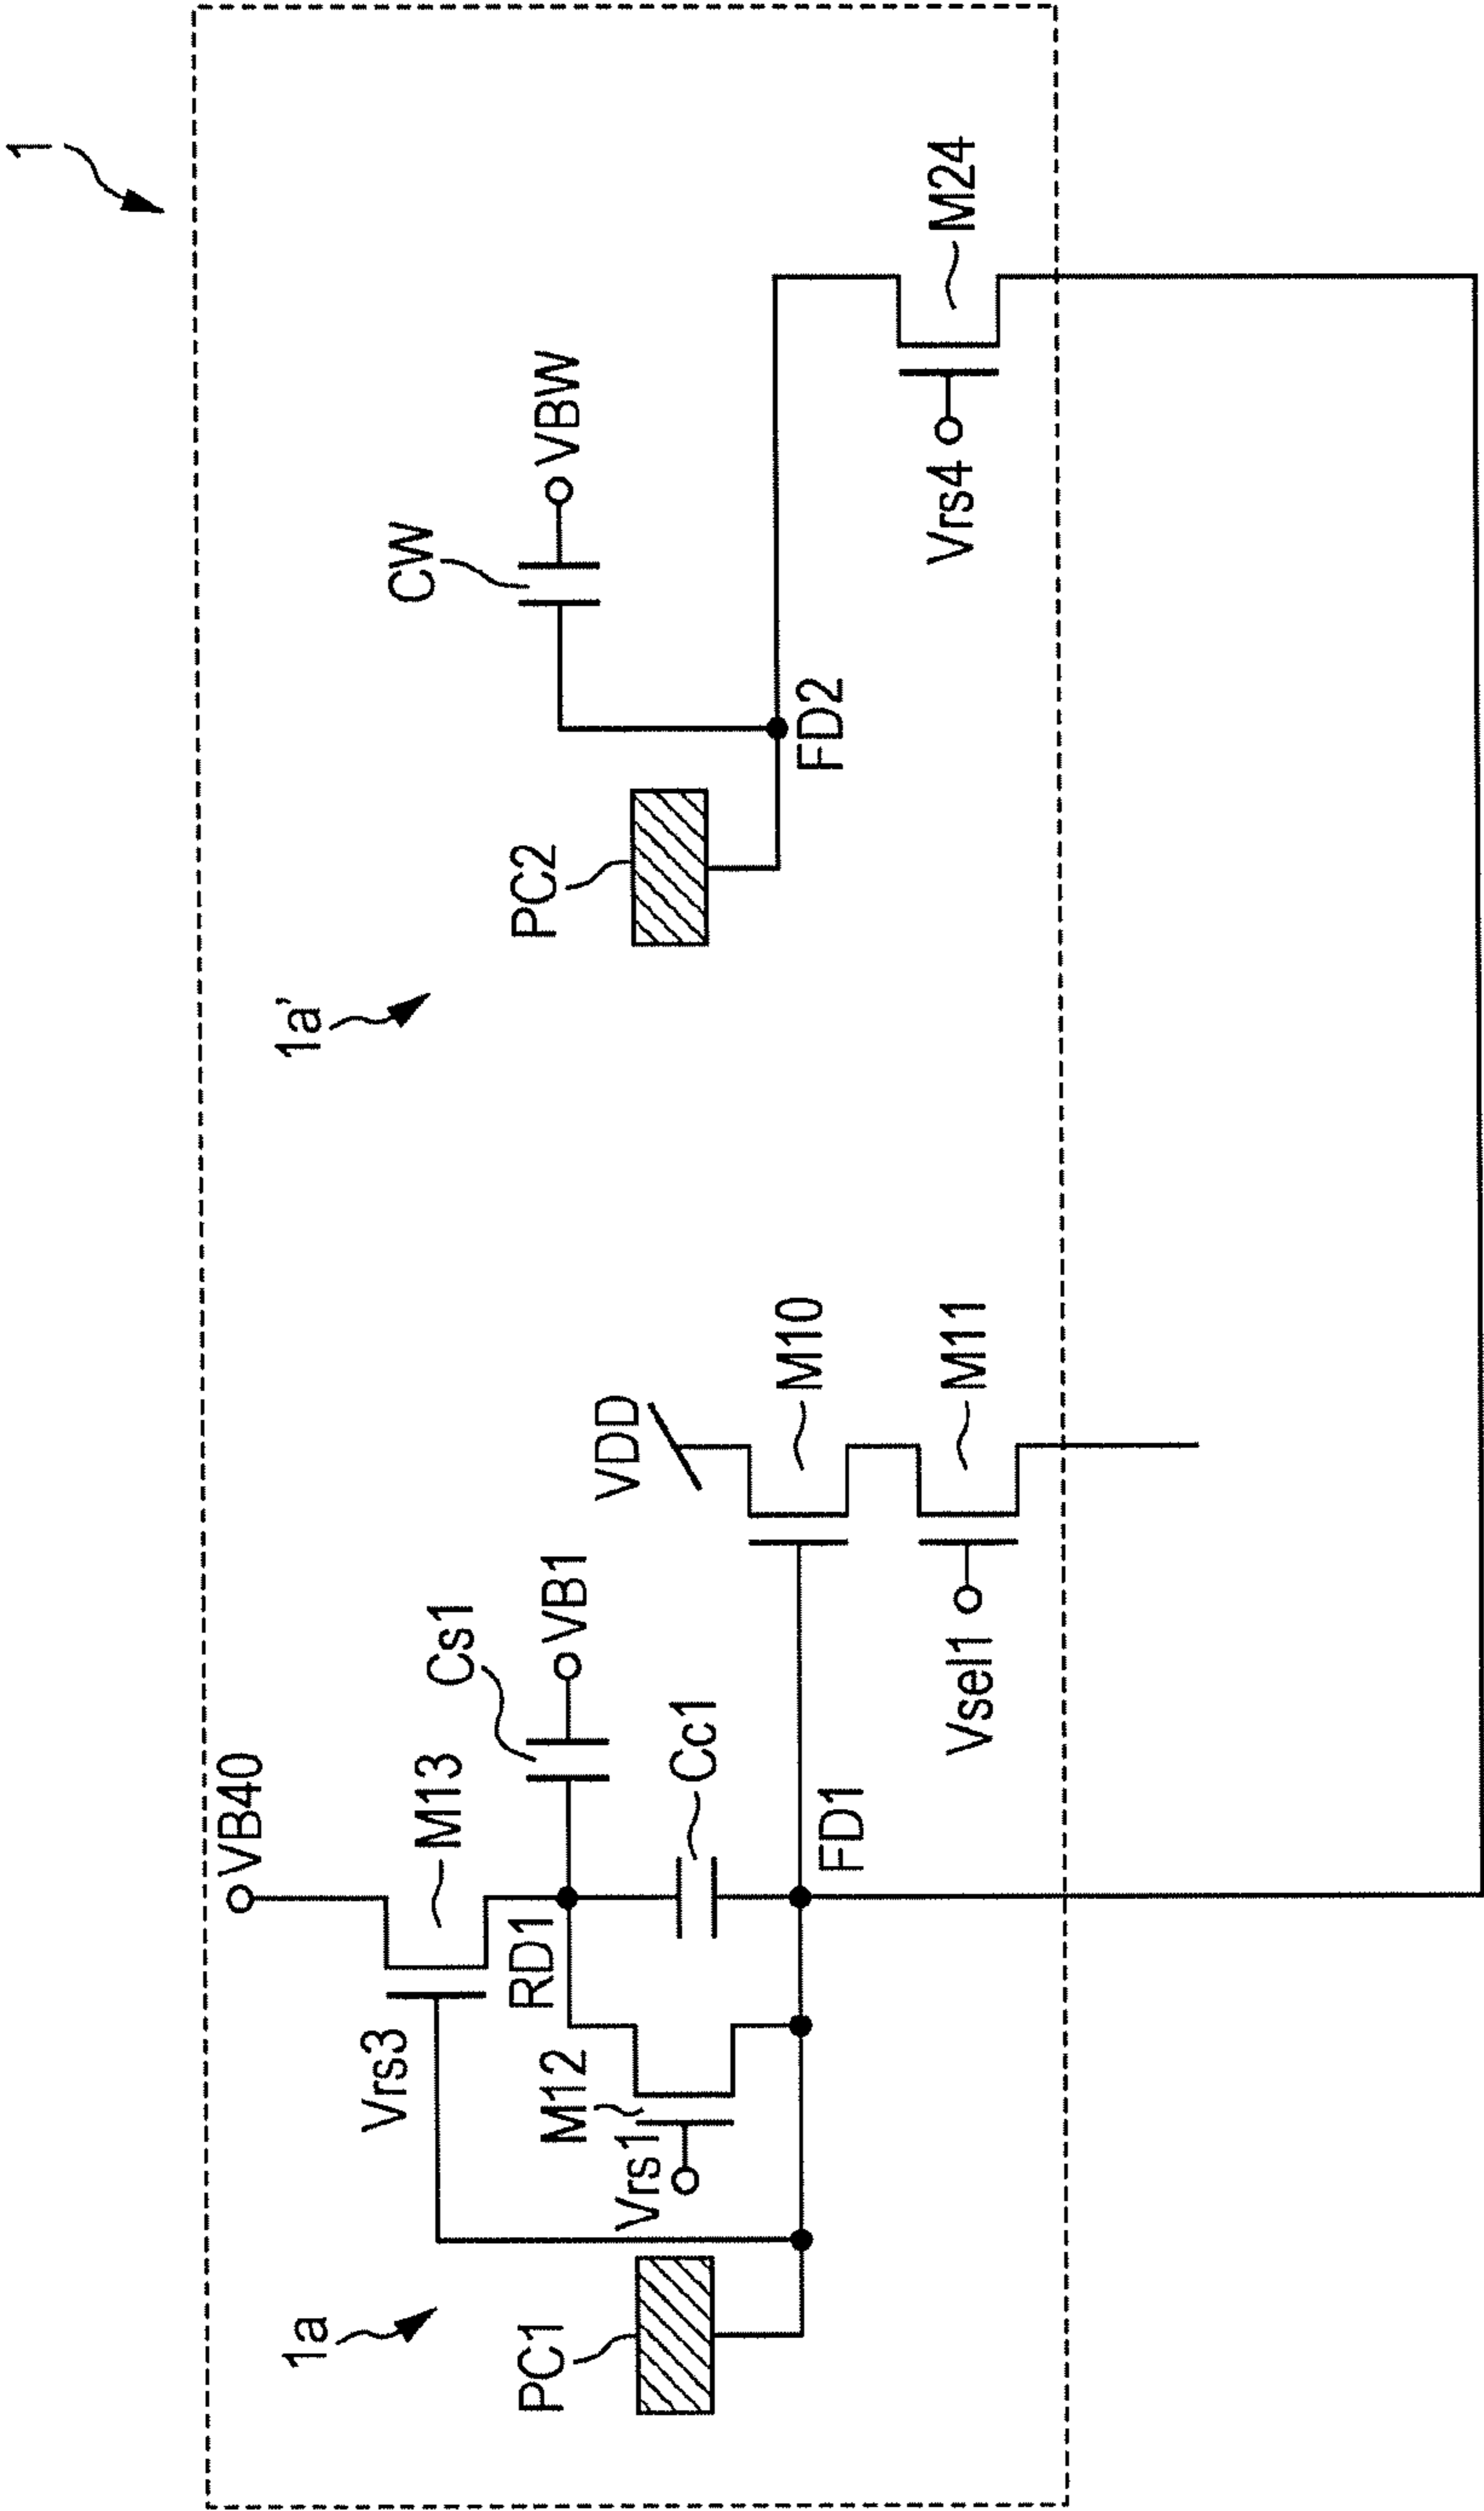 1
1a
VB40
M13
Vrs3
Cs1
VB1
RD1
Cc1
M12
Vrs1
PC1
FD1
VDD
M10
M11
Vsel1
1a'
CW
VBW
PC2
FD2
M24
Vrs4